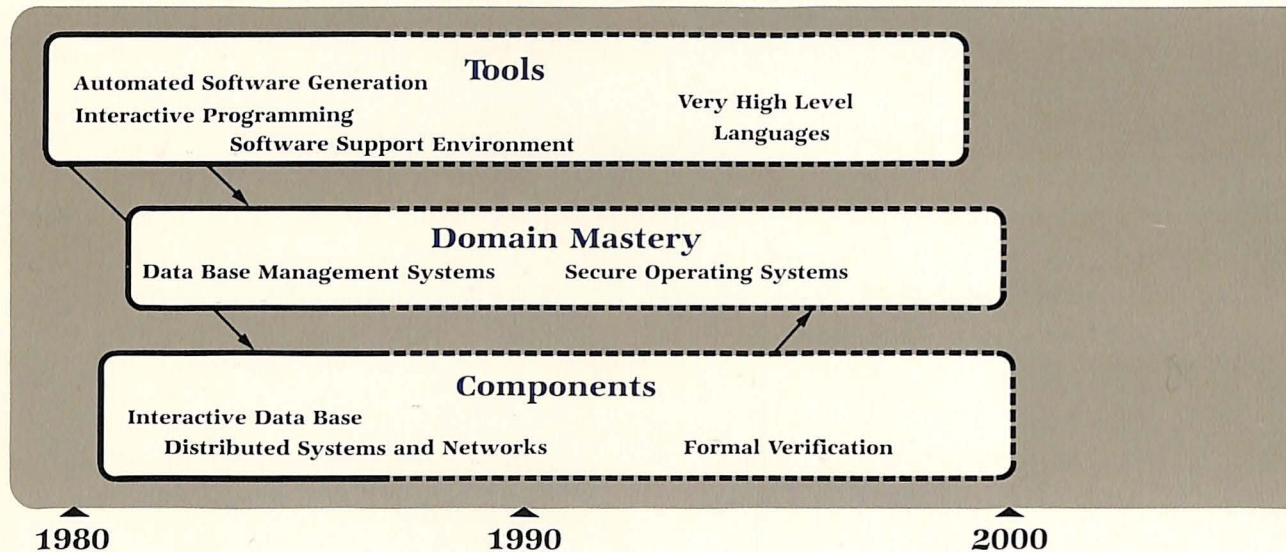 Tools
Automated Software Generation
Interactive Programming
Software Support Environment
Very High Level
Languages
Domain Mastery
Data Base Management Systems
Secure Operating Systems
Components
Interactive Data Base
Distributed Systems and Networks
Formal Verification
1980
1990
2000